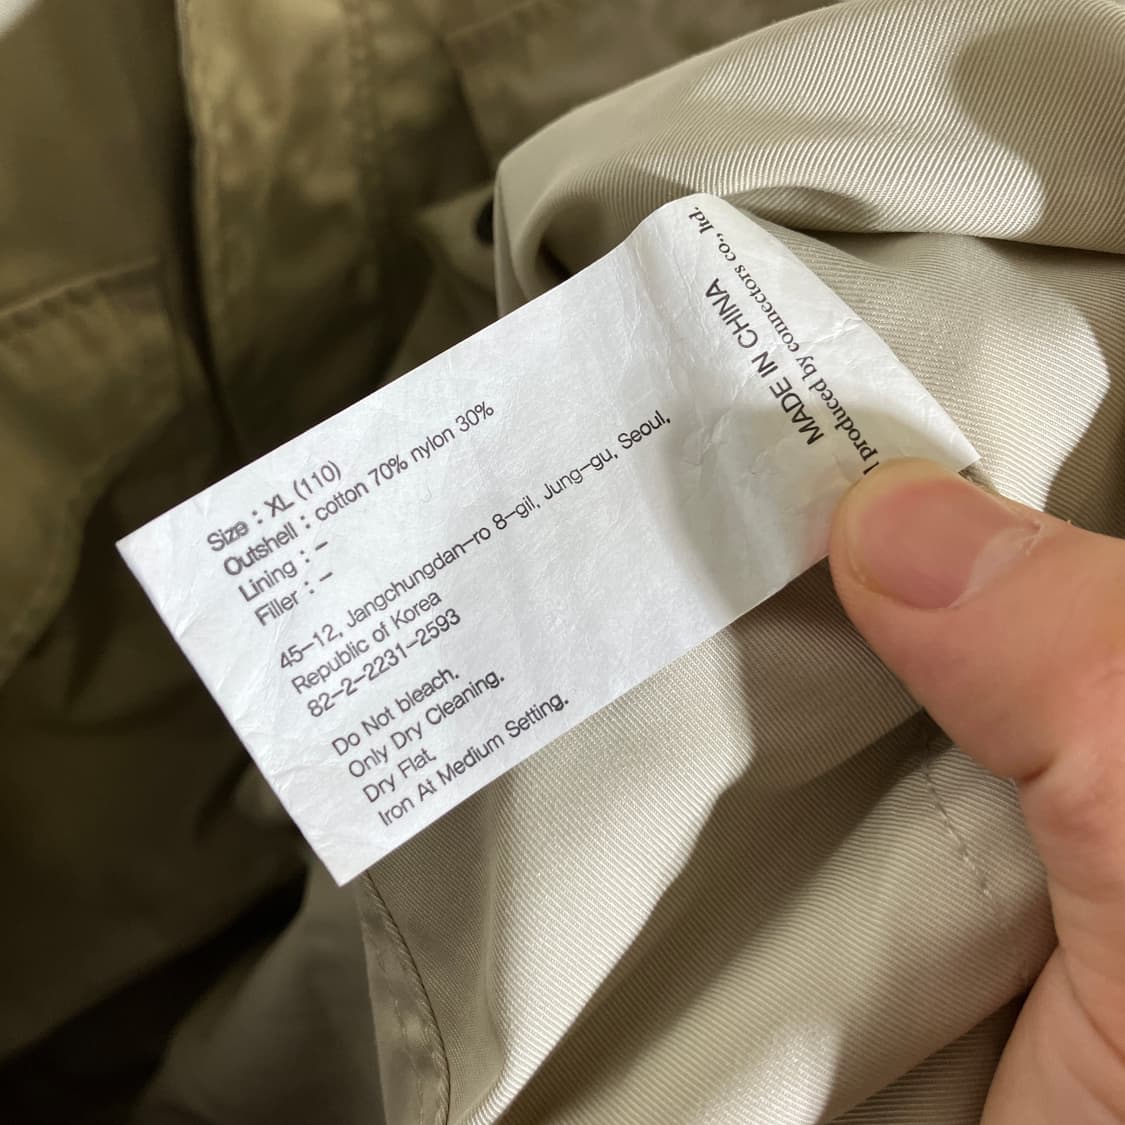 Size : XL (110)
Outshell : cotton 70% nylon 30%
Lining : -
Filler : -
45-12, Jangchungdan-ro 8-gil, Jung-gu, Seoul,
Republic of Korea
82-2-2231-2593
Do Not bleach.
Only Dry Cleaning.
Dry Flat.
Iron At Medium Setting.
MADE IN CHINA
produced by connectors co., ltd.